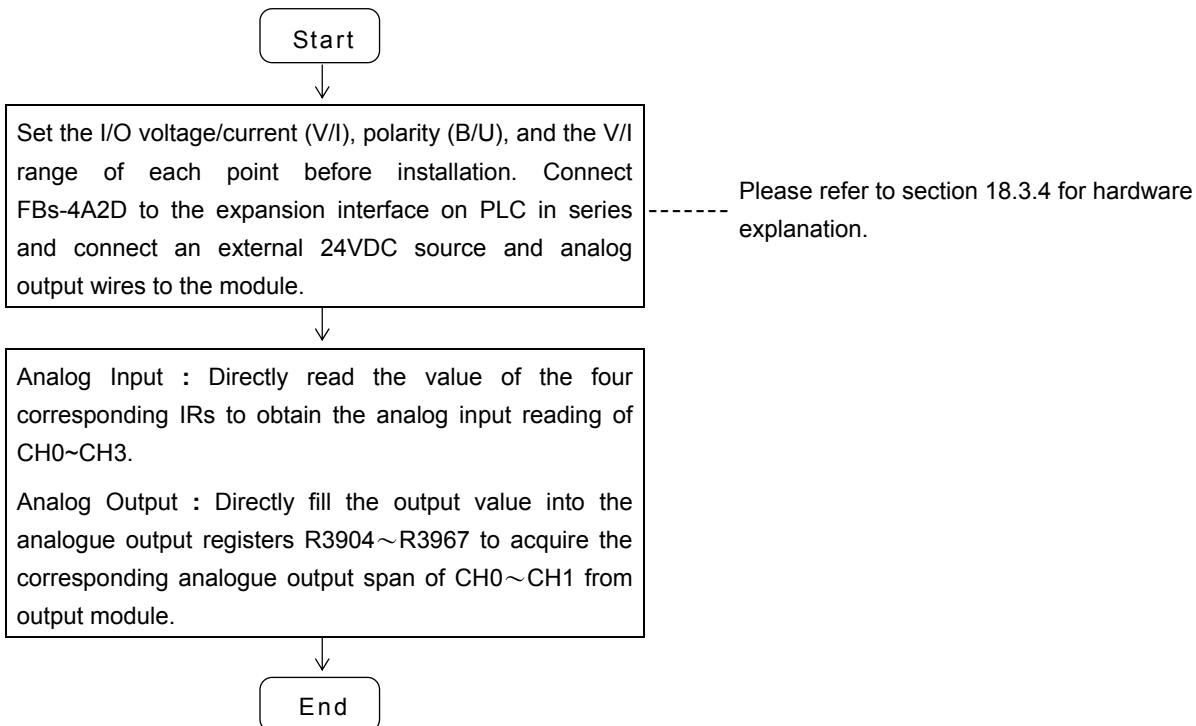 Start
Set the I/O voltage/current (V/I), polarity (B/U), and the V/I
range of each point before installation. Connect
FBs-4A2D to the expansion interface on PLC in series
and connect an external 24VDC source and analog
output wires to the module.
Please refer to section 18.3.4 for hardware
explanation.
Analog Input : Directly read the value of the four
corresponding IRs to obtain the analog input reading of
CH0~CH3.
Analog Output : Directly fill the output value into the
analogue output registers R3904～R3967 to acquire the
corresponding analogue output span of CH0～CH1 from
output module.
End